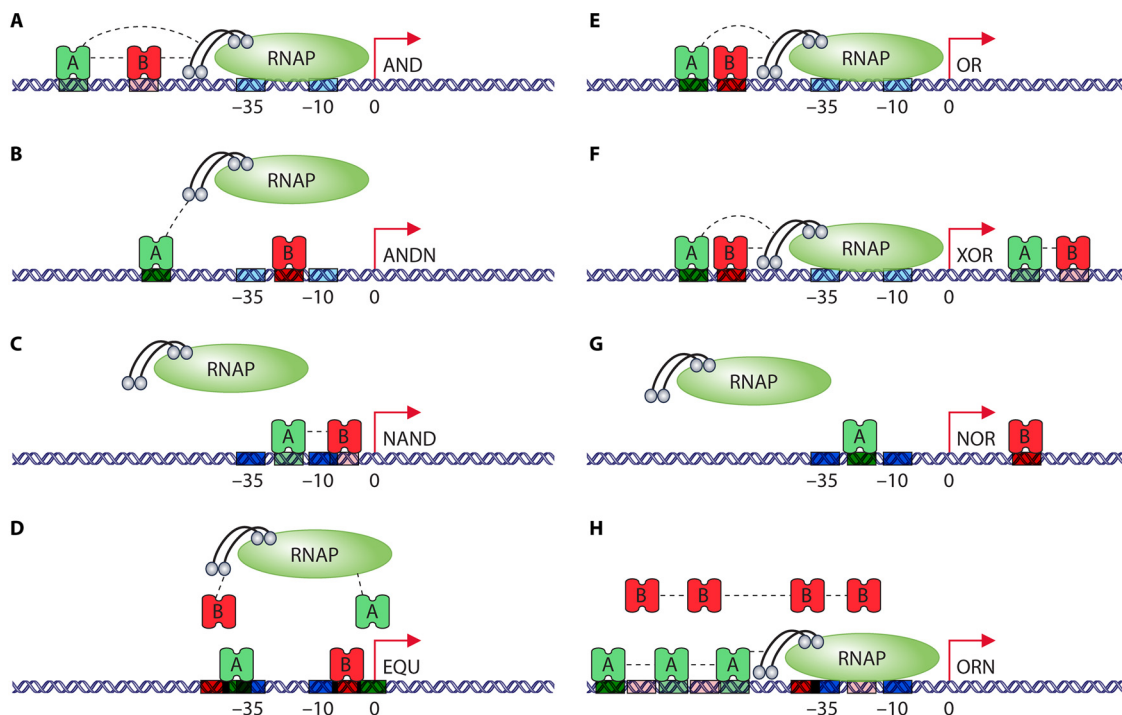 A
A B RNAP AND
−35 −10 0
B
RNAP
A B ANDN
−35 −10 0
C
RNAP
A B NAND
−35 −10 0
D
RNAP
B A
A B EQU
−35 −10 0
E
A B RNAP OR
−35 −10 0
F
A B RNAP XOR A B
−35 −10 0
G
RNAP
A NOR B
−35 −10 0
H
B B B B
A A A RNAP ORN
−35 −10 0